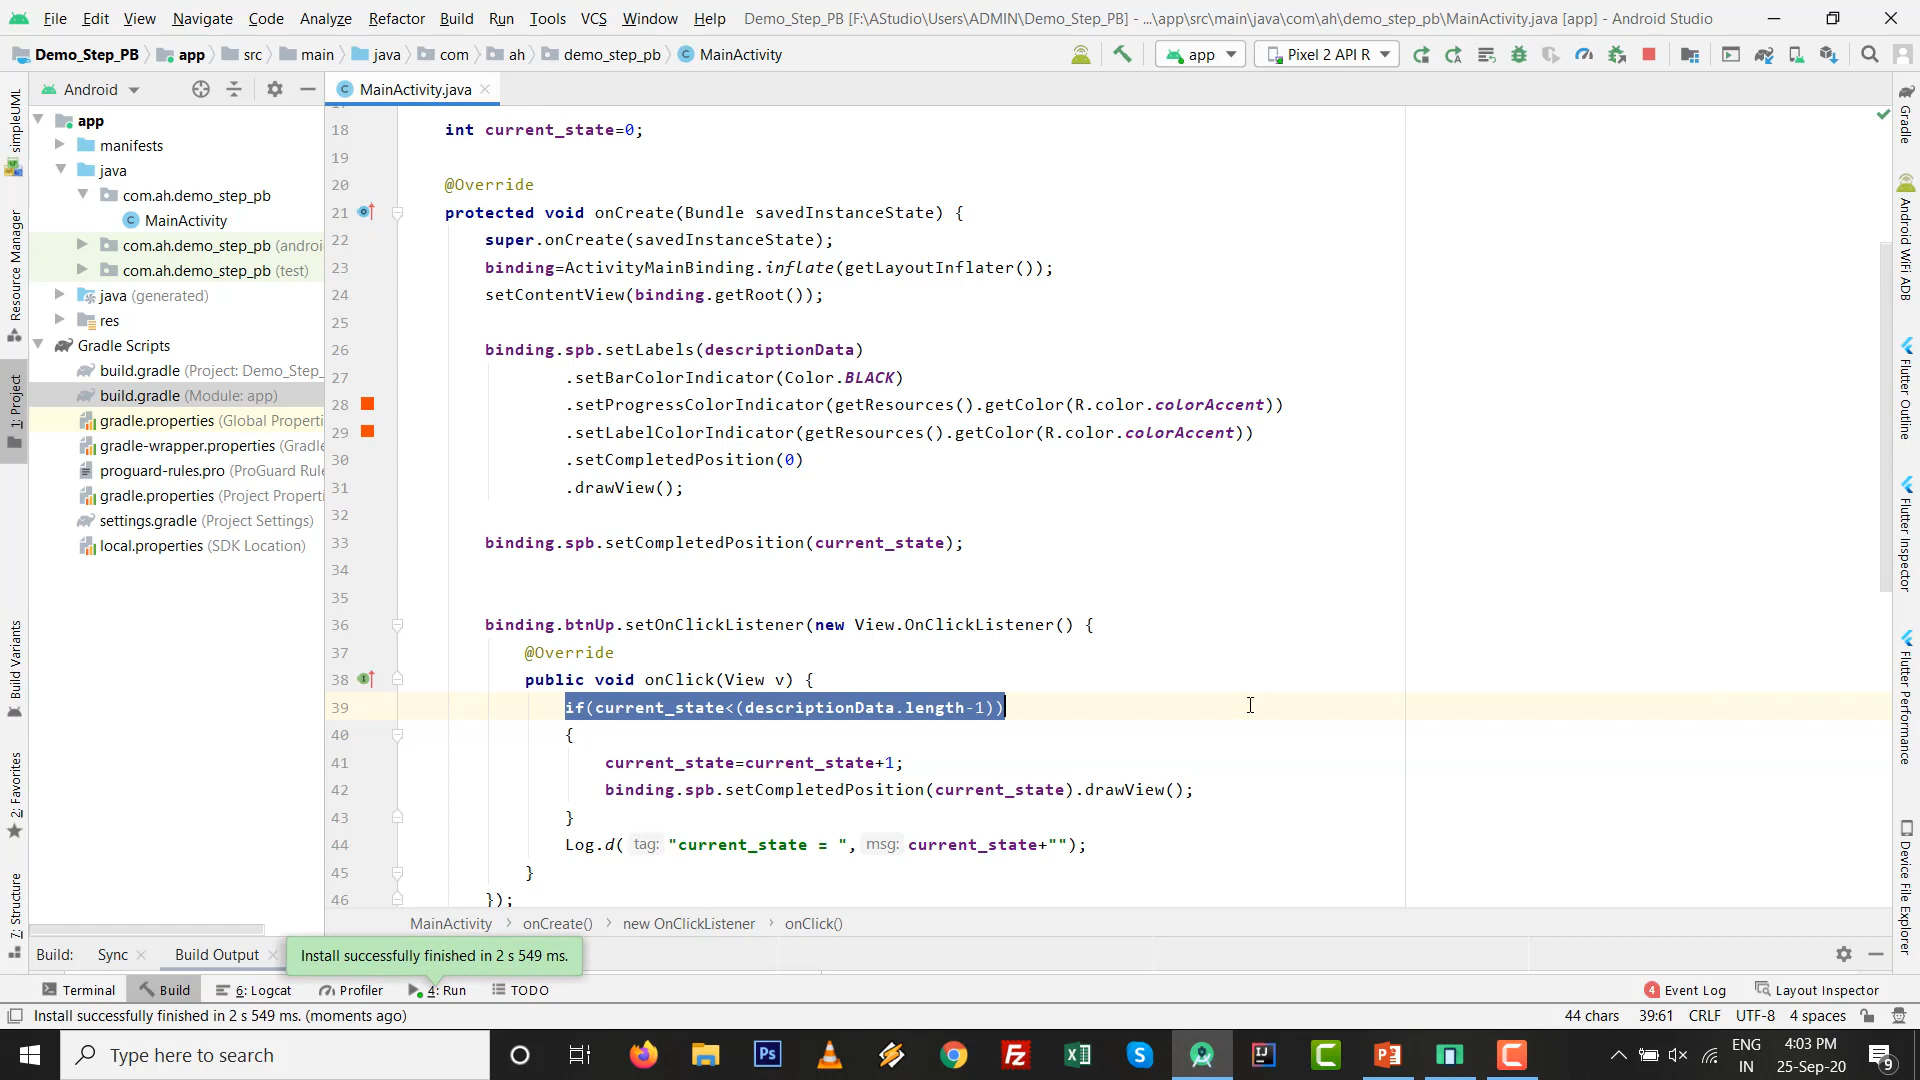 File Edit View Navigate Code Analyze Refactor Build Run Tools VCS Window Help Demo_Step_PB [F:\AStudio\Users\ADMIN\Demo_Step_PB] - ...\app\src\main\java\com\ah\demo_step_pb\MainActivity.java [app] - Android Studio
Demo_Step_PB app src main java com ah demo_step_pb MainActivity app Pixel 2 API R
Android
MainActivity.java
app
manifests
java
com.ah.demo_step_pb
MainActivity
com.ah.demo_step_pb (androi
com.ah.demo_step_pb (test)
java (generated)
res
Gradle Scripts
build.gradle (Project: Demo_Step_
build.gradle (Module: app)
gradle.properties (Global Properti
gradle-wrapper.properties (Gradle
proguard-rules.pro (ProGuard Rule
gradle.properties (Project Properti
settings.gradle (Project Settings)
local.properties (SDK Location)
simpleUML
Resource Manager
1: Project
Build Variants
2: Favorites
7: Structure
18 int current_state=0;
19
20 @Override
21 protected void onCreate(Bundle savedInstanceState) {
22 super.onCreate(savedInstanceState);
23 binding=ActivityMainBinding.inflate(getLayoutInflater());
24 setContentView(binding.getRoot());
25
26 binding.spb.setLabels(descriptionData)
27 .setBarColorIndicator(Color.BLACK)
28 .setProgressColorIndicator(getResources().getColor(R.color.colorAccent))
29 .setLabelColorIndicator(getResources().getColor(R.color.colorAccent))
30 .setCompletedPosition(0)
31 .drawView();
32
33 binding.spb.setCompletedPosition(current_state);
34
35
36 binding.btnUp.setOnClickListener(new View.OnClickListener() {
37 @Override
38 public void onClick(View v) {
39 if(current_state<(descriptionData.length-1))
40 {
41 current_state=current_state+1;
42 binding.spb.setCompletedPosition(current_state).drawView();
43 }
44 Log.d( tag: "current_state = ", msg: current_state+"");
45 }
46 });
MainActivity > onCreate() > new OnClickListener > onClick()
Gradle
Android WiFi ADB
Flutter Outline
Flutter Inspector
Flutter Performance
Device File Explorer
Build: Sync Build Output
Install successfully finished in 2 s 549 ms.
Terminal Build 6: Logcat Profiler 4: Run TODO 4 Event Log Layout Inspector
Install successfully finished in 2 s 549 ms. (moments ago) 44 chars 39:61 CRLF UTF-8 4 spaces
Type here to search
ENG
IN
4:03 PM
25-Sep-20
9